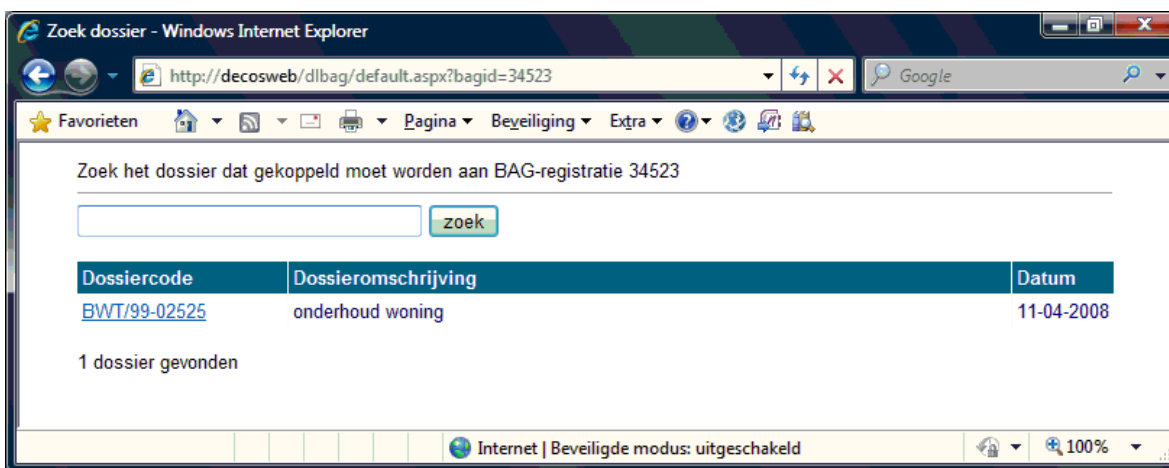 Zoek dossier - Windows Internet Explorer
http://decosweb/dlbag/default.aspx?bagid=34523
Google
Favorieten Pagina Beveiliging Extra
Zoek het dossier dat gekoppeld moet worden aan BAG-registratie 34523
zoek
Dossiercode Dossieromschrijving Datum
BWT/99-02525 onderhoud woning 11-04-2008
1 dossier gevonden
Internet | Beveiligde modus: uitgeschakeld 100%